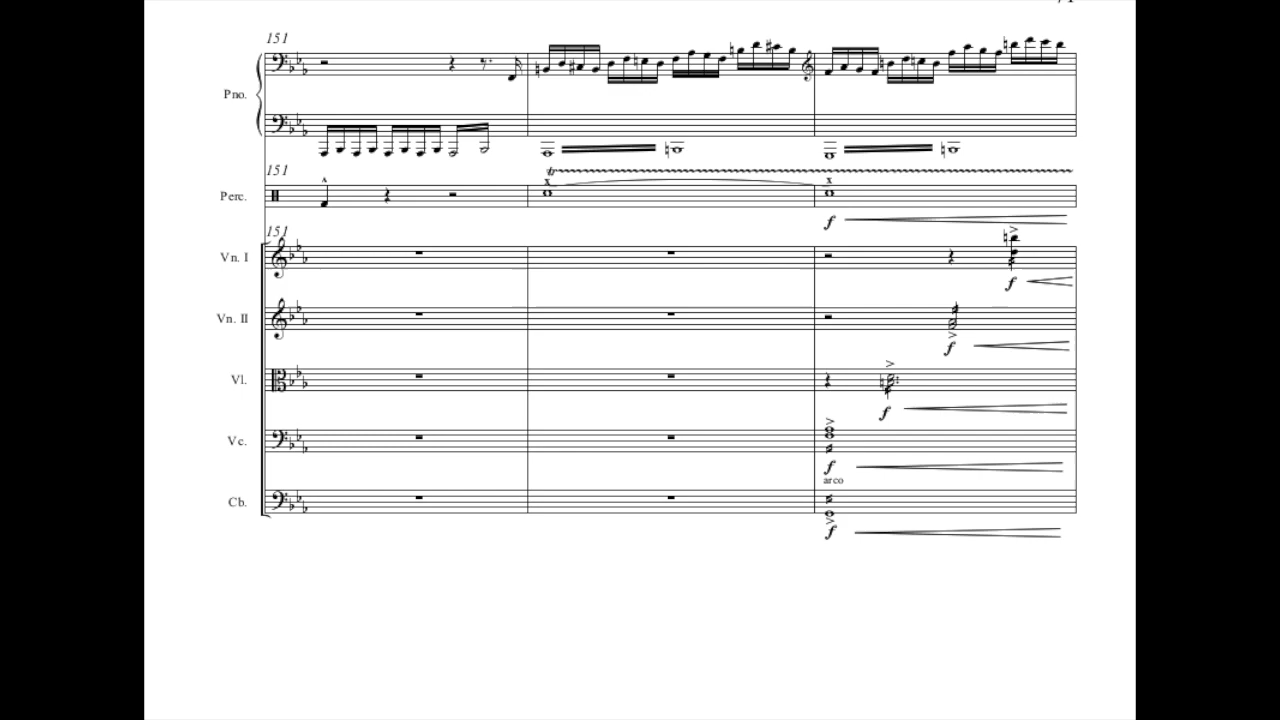 151
Pno.
151
Perc.
f
151
Vn. I
f
Vn. II
f
Vl.
f
Vc.
f
arco
Cb.
f